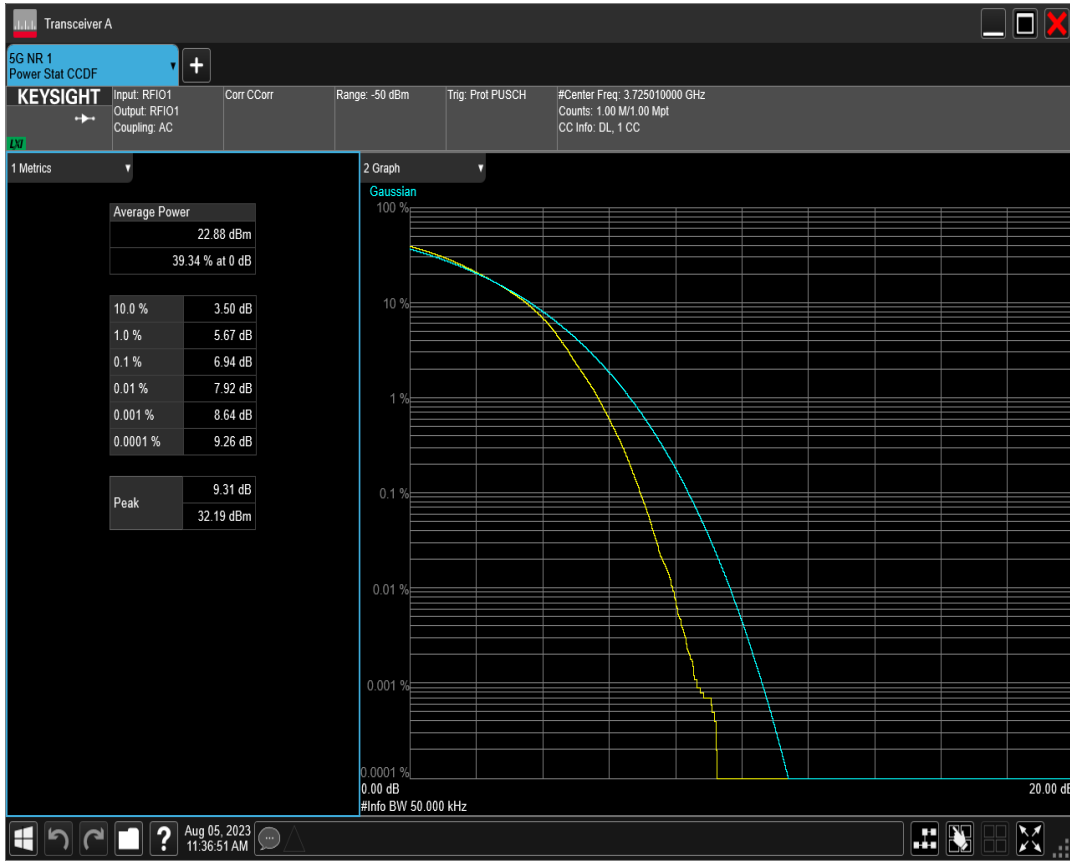 Transceiver A
5G NR 1
Power Stat CCDF
KEYSIGHT
LXI
Input: RFIO1
Output: RFIO1
Coupling: AC
Corr CCorr
Range: -50 dBm
Trig: Prot PUSCH
#Center Freq: 3.725010000 GHz
Counts: 1.00 M/1.00 Mpt
CC Info: DL, 1 CC
1 Metrics
Average Power
22.88 dBm
39.34 % at 0 dB
10.0 % 3.50 dB
1.0 % 5.67 dB
0.1 % 6.94 dB
0.01 % 7.92 dB
0.001 % 8.64 dB
0.0001 % 9.26 dB
Peak
9.31 dB
32.19 dBm
2 Graph
Gaussian
100 %
10 %
1 %
0.1 %
0.01 %
0.001 %
0.0001 %
0.00 dB
20.00 dB
#Info BW 50.000 kHz
?
Aug 05, 2023
11:36:51 AM